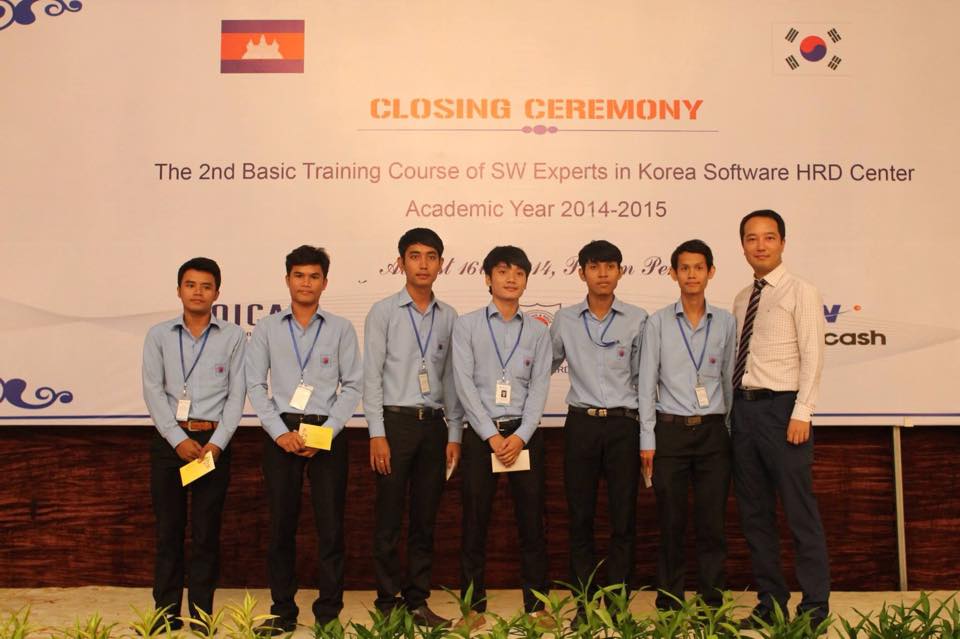 CLOSING CEREMONY
The 2nd Basic Training Course of SW Experts in Korea Software HRD Center
Academic Year 2014-2015
16
cash